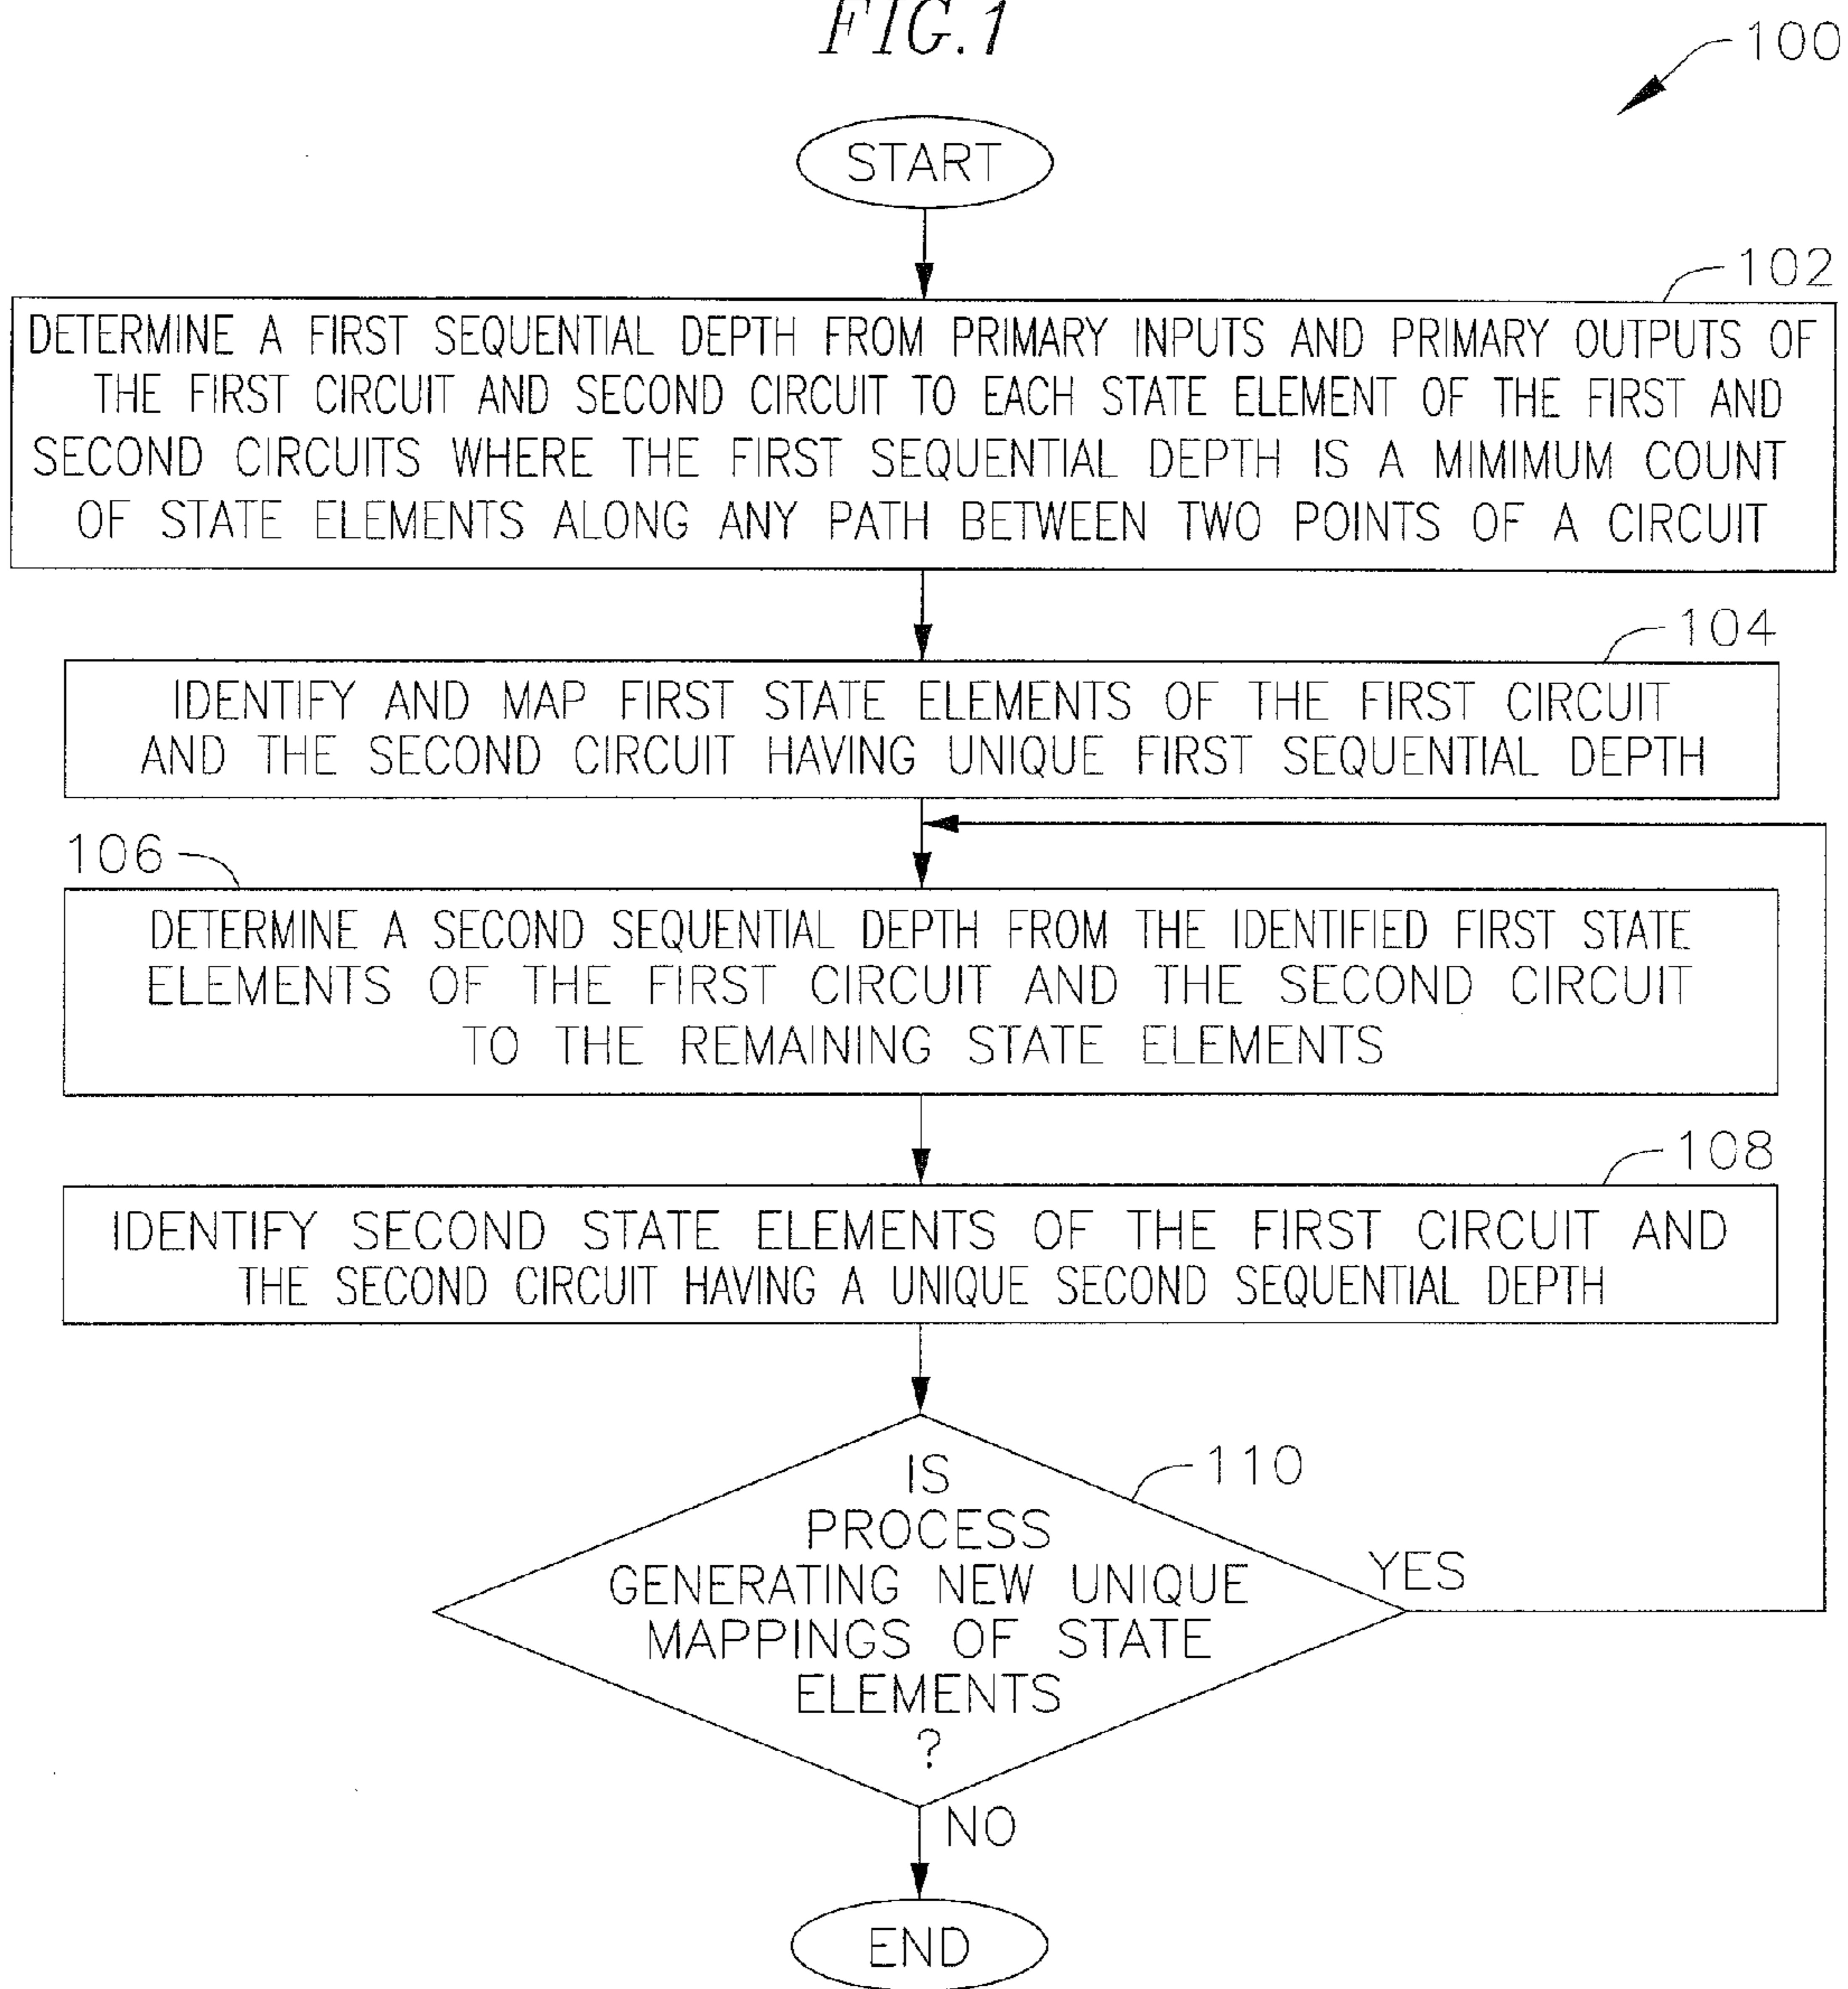 FIG.1
100
START
102
DETERMINE A FIRST SEQUENTIAL DEPTH FROM PRIMARY INPUTS AND PRIMARY OUTPUTS OF
THE FIRST CIRCUIT AND SECOND CIRCUIT TO EACH STATE ELEMENT OF THE FIRST AND
SECOND CIRCUITS WHERE THE FIRST SEQUENTIAL DEPTH IS A MIMIMUM COUNT
OF STATE ELEMENTS ALONG ANY PATH BETWEEN TWO POINTS OF A CIRCUIT
104
IDENTIFY AND MAP FIRST STATE ELEMENTS OF THE FIRST CIRCUIT
AND THE SECOND CIRCUIT HAVING UNIQUE FIRST SEQUENTIAL DEPTH
106
DETERMINE A SECOND SEQUENTIAL DEPTH FROM THE IDENTIFIED FIRST STATE
ELEMENTS OF THE FIRST CIRCUIT AND THE SECOND CIRCUIT
TO THE REMAINING STATE ELEMENTS
108
IDENTIFY SECOND STATE ELEMENTS OF THE FIRST CIRCUIT AND
THE SECOND CIRCUIT HAVING A UNIQUE SECOND SEQUENTIAL DEPTH
110
IS
PROCESS
GENERATING NEW UNIQUE
MAPPINGS OF STATE
ELEMENTS
?
YES
NO
END